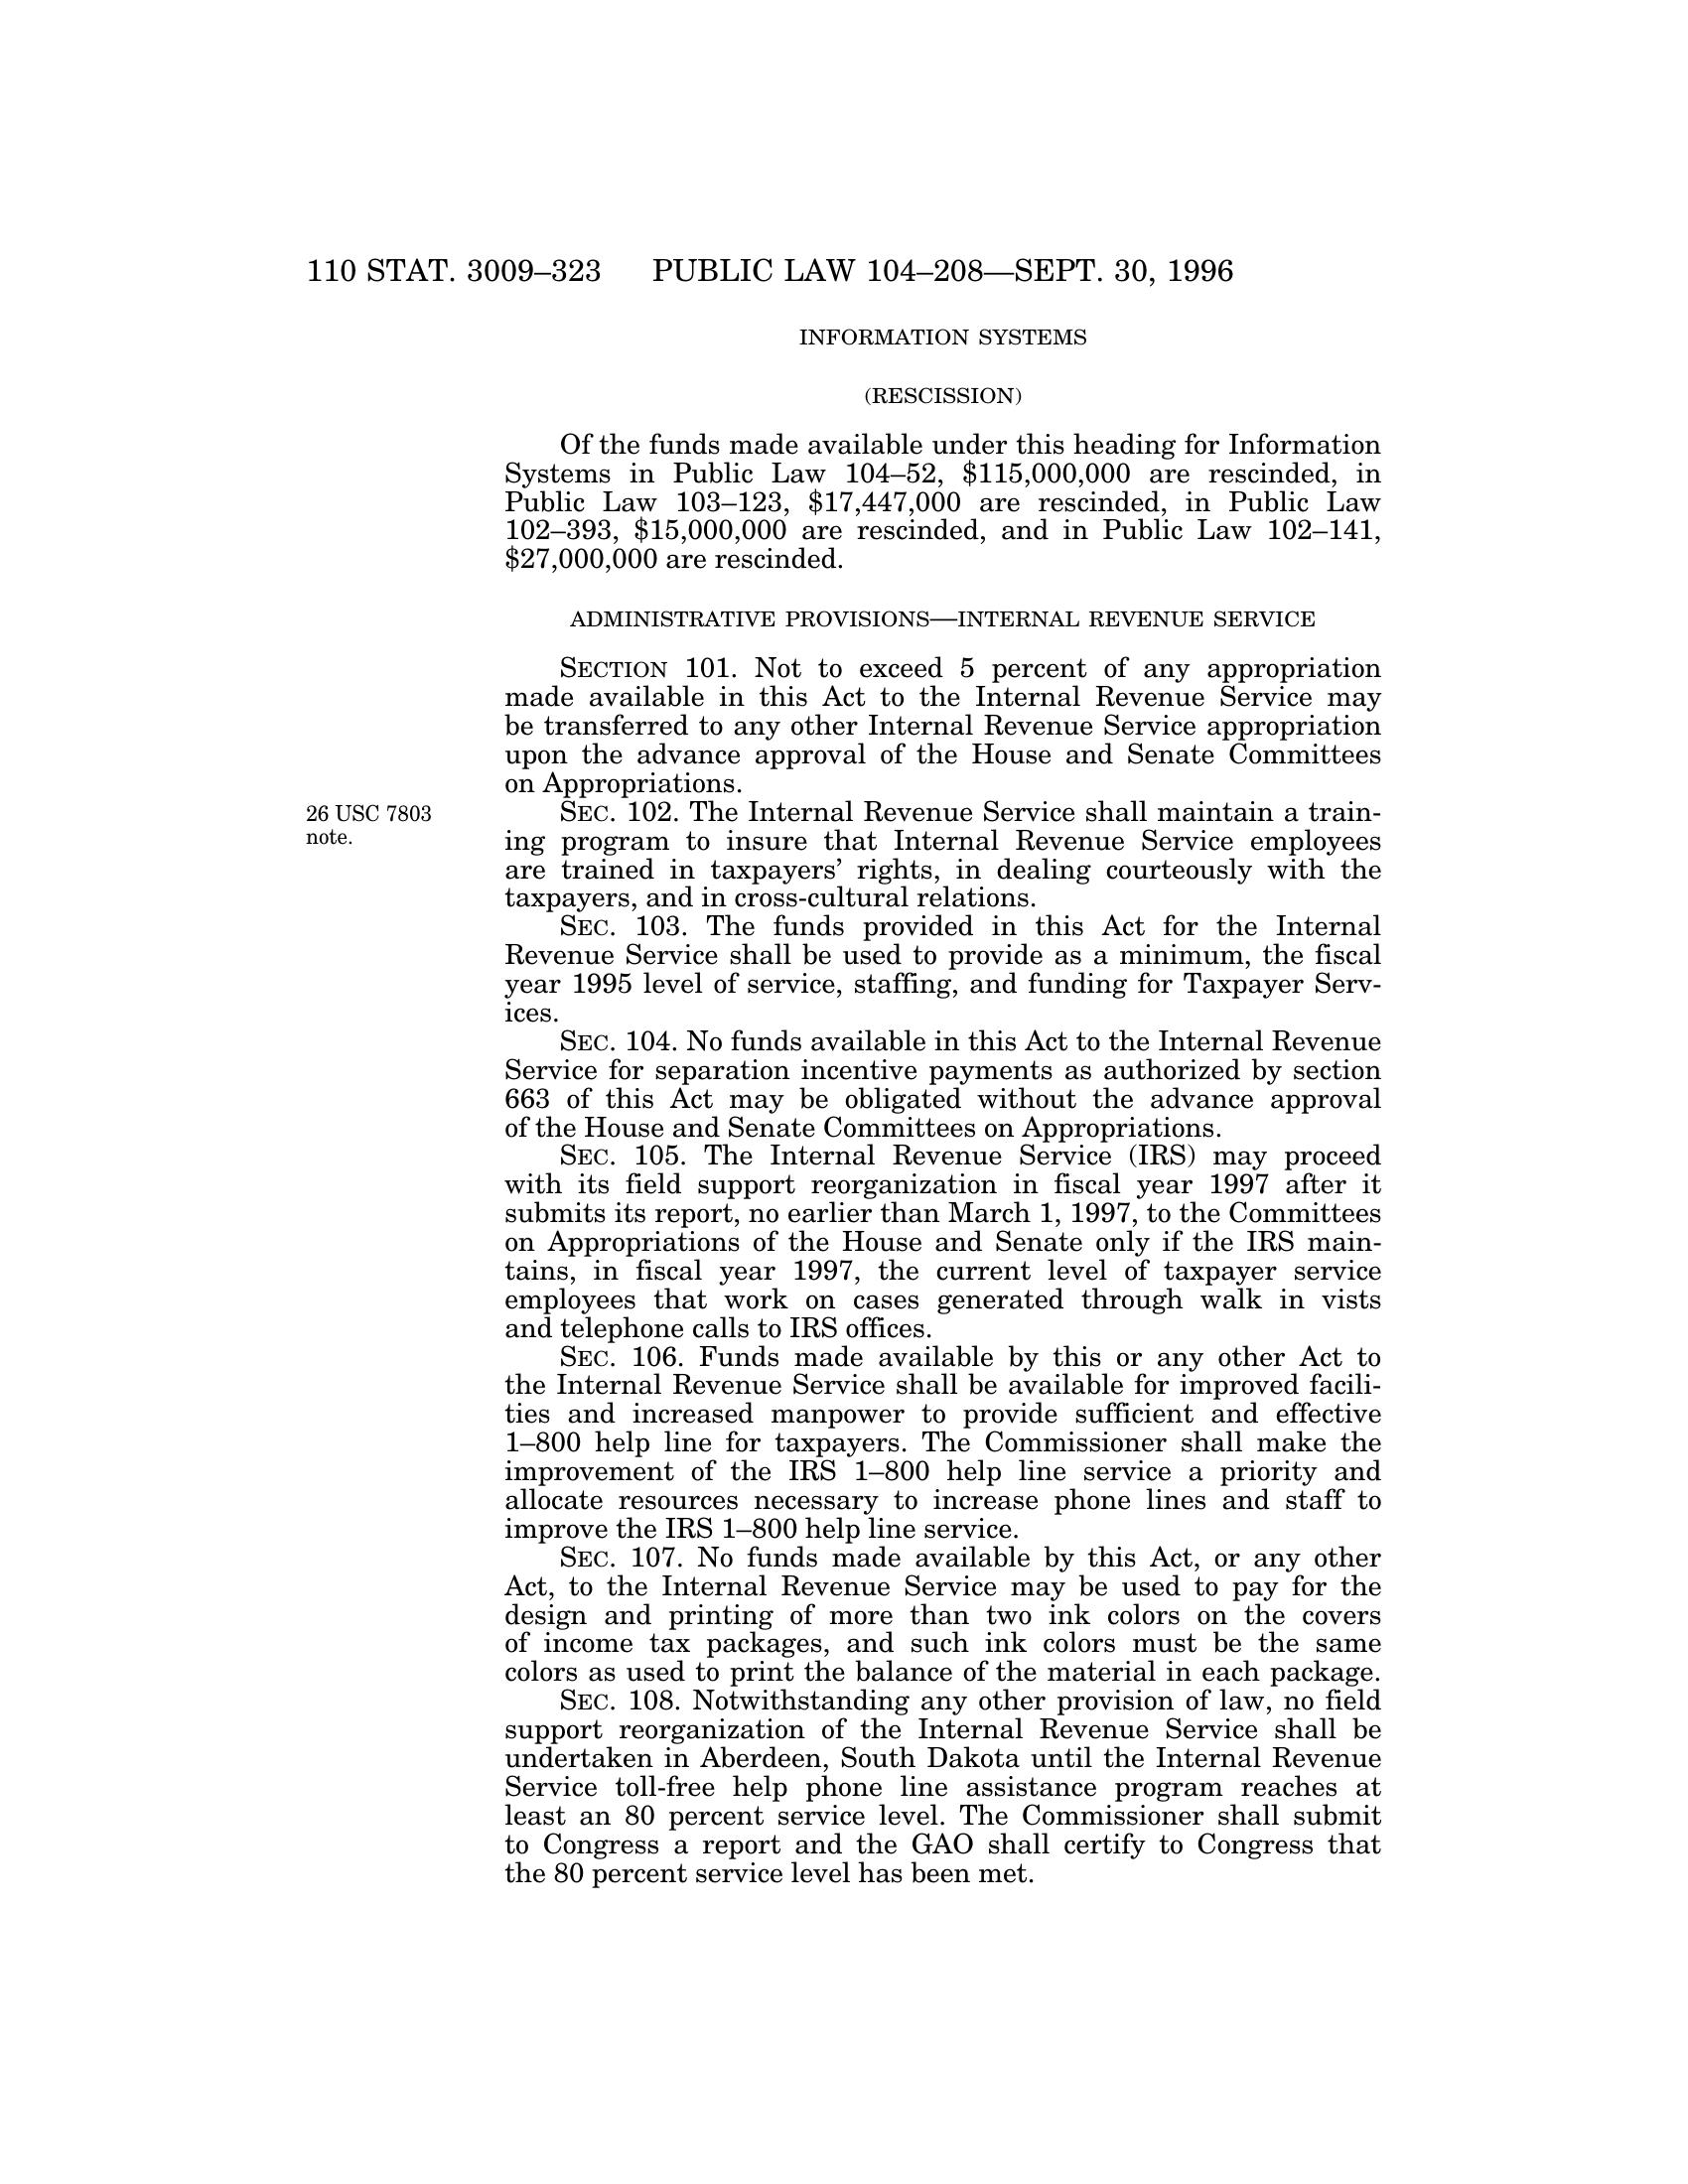 110 STAT. 3009–323 PUBLIC LAW 104–208—SEPT. 30, 1996
INFORMATION SYSTEMS
(RESCISSION)
Of the funds made available under this heading for Information
Systems in Public Law 104–52, $115,000,000 are rescinded, in
Public Law 103–123, $17,447,000 are rescinded, in Public Law
102–393, $15,000,000 are rescinded, and in Public Law 102–141,
$27,000,000 are rescinded.
ADMINISTRATIVE PROVISIONS—INTERNAL REVENUE SERVICE
SECTION 101. Not to exceed 5 percent of any appropriation
made available in this Act to the Internal Revenue Service may
be transferred to any other Internal Revenue Service appropriation
upon the advance approval of the House and Senate Committees
on Appropriations.
26 USC 7803
note.
SEC. 102. The Internal Revenue Service shall maintain a train-
ing program to insure that Internal Revenue Service employees
are trained in taxpayers’ rights, in dealing courteously with the
taxpayers, and in cross-cultural relations.
SEC. 103. The funds provided in this Act for the Internal
Revenue Service shall be used to provide as a minimum, the fiscal
year 1995 level of service, staffing, and funding for Taxpayer Serv-
ices.
SEC. 104. No funds available in this Act to the Internal Revenue
Service for separation incentive payments as authorized by section
663 of this Act may be obligated without the advance approval
of the House and Senate Committees on Appropriations.
SEC. 105. The Internal Revenue Service (IRS) may proceed
with its field support reorganization in fiscal year 1997 after it
submits its report, no earlier than March 1, 1997, to the Committees
on Appropriations of the House and Senate only if the IRS main-
tains, in fiscal year 1997, the current level of taxpayer service
employees that work on cases generated through walk in vists
and telephone calls to IRS offices.
SEC. 106. Funds made available by this or any other Act to
the Internal Revenue Service shall be available for improved facili-
ties and increased manpower to provide sufficient and effective
1–800 help line for taxpayers. The Commissioner shall make the
improvement of the IRS 1–800 help line service a priority and
allocate resources necessary to increase phone lines and staff to
improve the IRS 1–800 help line service.
SEC. 107. No funds made available by this Act, or any other
Act, to the Internal Revenue Service may be used to pay for the
design and printing of more than two ink colors on the covers
of income tax packages, and such ink colors must be the same
colors as used to print the balance of the material in each package.
SEC. 108. Notwithstanding any other provision of law, no field
support reorganization of the Internal Revenue Service shall be
undertaken in Aberdeen, South Dakota until the Internal Revenue
Service toll-free help phone line assistance program reaches at
least an 80 percent service level. The Commissioner shall submit
to Congress a report and the GAO shall certify to Congress that
the 80 percent service level has been met.